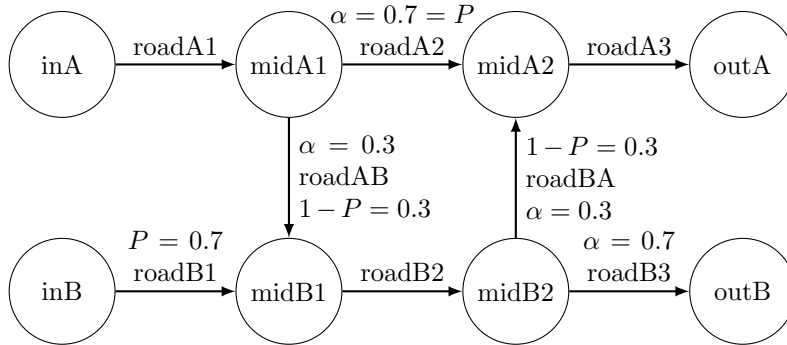 α = 0.7 = P
inA
roadA1
midA1
roadA2
midA2
roadA3
outA
α = 0.3
roadAB
1 − P = 0.3
1 − P = 0.3
roadBA
α = 0.3
P = 0.7
α = 0.7
inB
roadB1
midB1
roadB2
midB2
roadB3
outB